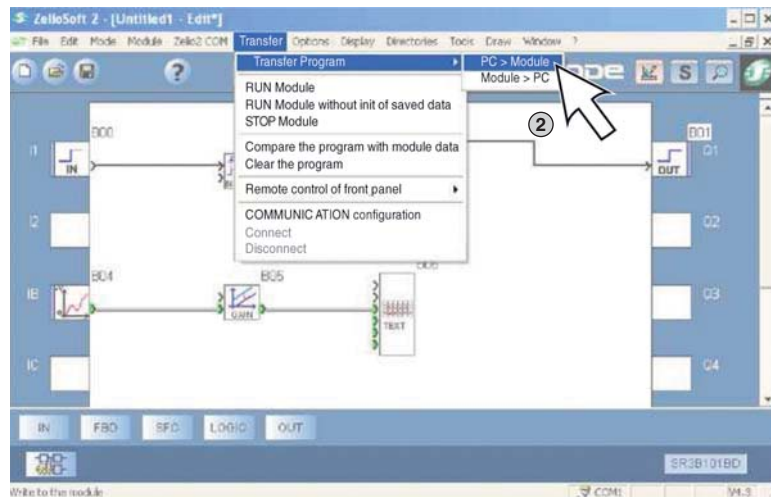 ZelioSoft 2 - [Untitled1 - Edit*]
File Edit Mode Module Zelio2 COM Transfer Options Display Directories Tools Draw Window ?
Transfer Program
PC > Module
Module > PC
RUN Module
RUN Module without init of saved data
STOP Module
Compare the program with module data
Clear the program
Remote control of front panel
COMMUNIC ATION configuration
Connect
Disconnect
?
S
2
B00
B01
I1
IN
OUT
Q1
I2
Q2
B04
B05
B06
IB
GAIN
TEXT
Q3
IC
Q4
IN FBD SFC LOGIC OUT
SR3B101BD
Write to the module
COM1
V4.3